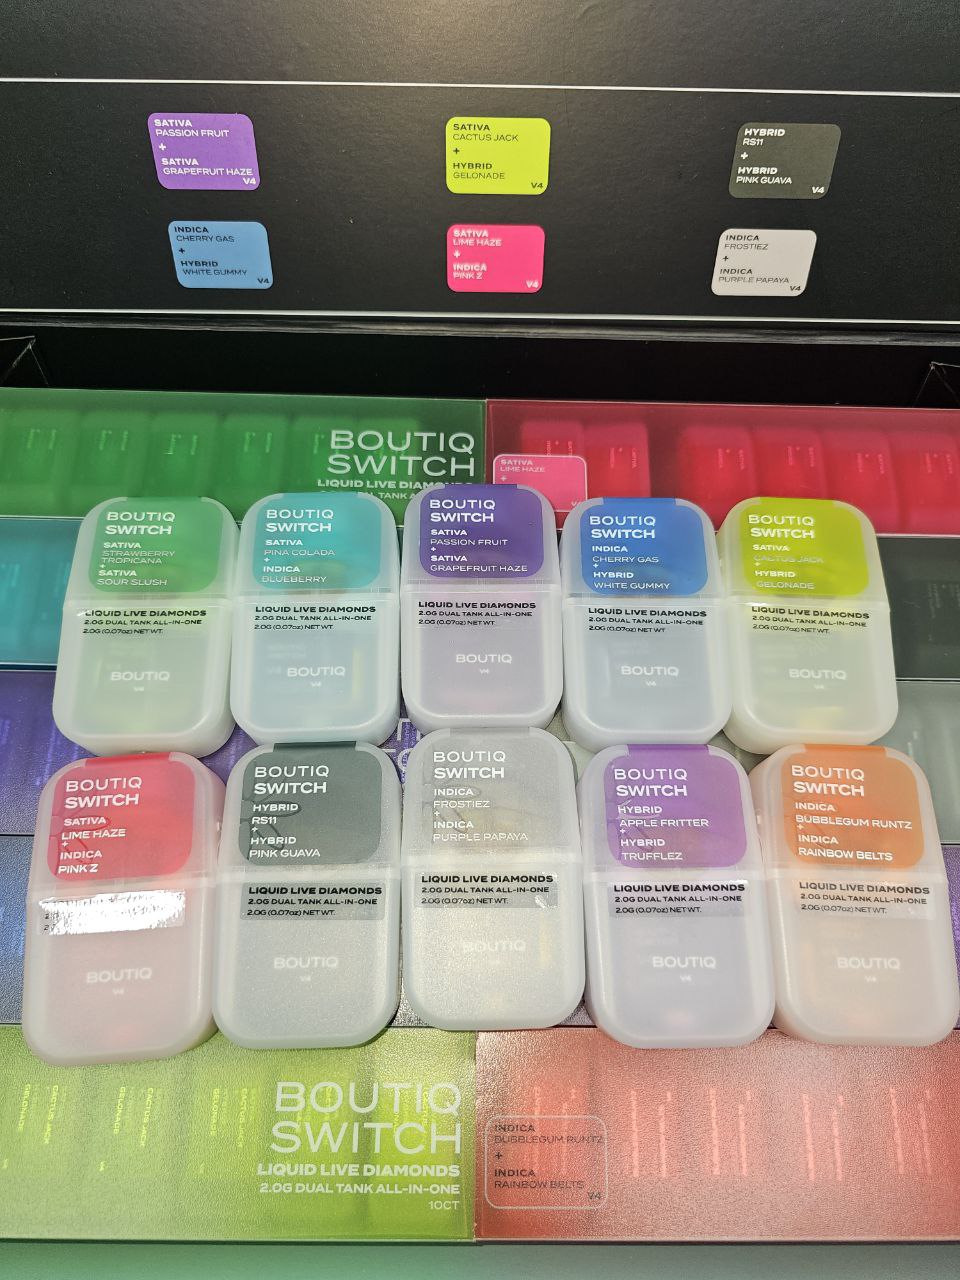 SATIVA
PASSION FRUIT
+
SATIVA
GRAPEFRUIT HAZE
V4
SATIVA
CACTUS JACK
+
HYBRID
GELONADE
V4
HYBRID
RS11
+
HYBRID
PINK GUAVA
V4
INDICA
CHERRY GAS
+
HYBRID
WHITE GUMMY
V4
SATIVA
LIME HAZE
+
INDICA
PINK Z
V4
INDICA
FROSTIEZ
+
INDICA
PURPLE PAPAYA
V4
BOUTIQ
SWITCH
LIQUID LIVE DIAMONDS
DUAL TANK ALL-IN-ONE
SATIVA
LIME HAZE
+
BOUTIQ
SWITCH
SATIVA
STRAWBERRY
TROPICANA
+
SATIVA
SOUR SLUSH
LIQUID LIVE DIAMONDS
2.0G DUAL TANK ALL-IN-ONE
2.0G (0.07oz) NET WT.
BOUTIQ
V4
BOUTIQ
SWITCH
SATIVA
PINA COLADA
+
INDICA
BLUEBERRY
LIQUID LIVE DIAMONDS
2.0G DUAL TANK ALL-IN-ONE
2.0G (0.07oz) NET WT.
BOUTIQ
V4
BOUTIQ
SWITCH
SATIVA
PASSION FRUIT
+
SATIVA
GRAPEFRUIT HAZE
LIQUID LIVE DIAMONDS
2.0G DUAL TANK ALL-IN-ONE
2.0G (0.07oz) NET WT.
BOUTIQ
V4
BOUTIQ
SWITCH
INDICA
CHERRY GAS
+
HYBRID
WHITE GUMMY
LIQUID LIVE DIAMONDS
2.0G DUAL TANK ALL-IN-ONE
2.0G (0.07oz) NET WT.
BOUTIQ
V4
BOUTIQ
SWITCH
SATIVA
CACTUS JACK
+
HYBRID
GELONADE
LIQUID LIVE DIAMONDS
2.0G DUAL TANK ALL-IN-ONE
2.0G (0.07oz) NET WT.
BOUTIQ
V4
BOUTIQ
SWITCH
SATIVA
LIME HAZE
+
INDICA
PINK Z
BOUTIQ
V4
BOUTIQ
SWITCH
HYBRID
RS11
+
HYBRID
PINK GUAVA
LIQUID LIVE DIAMONDS
2.0G DUAL TANK ALL-IN-ONE
2.0G (0.07oz) NET WT.
BOUTIQ
V4
BOUTIQ
SWITCH
INDICA
FROSTIEZ
+
INDICA
PURPLE PAPAYA
LIQUID LIVE DIAMONDS
2.0G DUAL TANK ALL-IN-ONE
2.0G (0.07oz) NET WT.
BOUTIQ
V4
BOUTIQ
SWITCH
HYBRID
APPLE FRITTER
+
HYBRID
TRUFFLEZ
LIQUID LIVE DIAMONDS
2.0G DUAL TANK ALL-IN-ONE
2.0G (0.07oz) NET WT.
BOUTIQ
V4
BOUTIQ
SWITCH
INDICA
BUBBLEGUM RUNTZ
+
INDICA
RAINBOW BELTS
LIQUID LIVE DIAMONDS
2.0G DUAL TANK ALL-IN-ONE
2.0G (0.07oz) NET WT.
BOUTIQ
V4
CACTUS JACK
GELONADE
BOUTIQ
SWITCH
LIQUID LIVE DIAMONDS
2.0G DUAL TANK ALL-IN-ONE
10CT
INDICA
BUBBLEGUM RUNTZ
+
INDICA
RAINBOW BELTS
V4